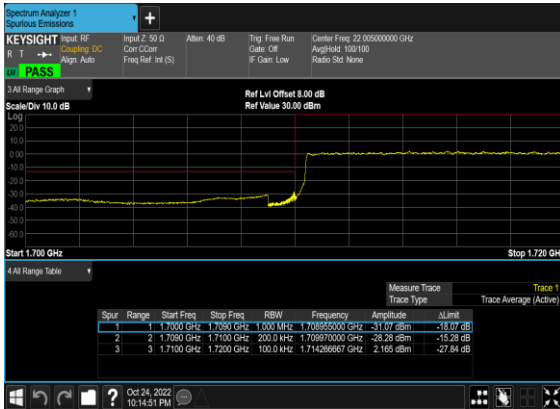 Spectrum Analyzer 1
Spurious Emissions
KEYSIGHT
R T
LXI PASS
Input: RF
Coupling: DC
Align: Auto
Input Z: 50 Ω
Corr CCorr
Freq Ref: Int (S)
Atten: 40 dB
Trig: Free Run
Gate: Off
IF Gain: Low
Center Freq: 22.005000000 GHz
Avg|Hold: 100/100
Radio Std: None
3 All Range Graph
Scale/Div 10.0 dB
Ref Lvl Offset 8.00 dB
Ref Value 30.00 dBm
Log
20.0
10.0
0.00
-10.0
-20.0
-30.0
-40.0
-50.0
-60.0
Start 1.700 GHz
Stop 1.720 GH
4 All Range Table
Measure Trace Trace 1
Trace Type Trace Average (Active)
Spur Range Start Freq Stop Freq RBW Frequency Amplitude ΔLimit
1 1 1.7000 GHz 1.7090 GHz 1.000 MHz 1.708955000 GHz -31.07 dBm -18.07 dB
2 2 1.7090 GHz 1.7100 GHz 200.0 kHz 1.709970000 GHz -28.28 dBm -15.28 dB
3 3 1.7100 GHz 1.7200 GHz 100.0 kHz 1.714266667 GHz 2.165 dBm -27.84 dB
?
Oct 24, 2022
10:14:51 PM